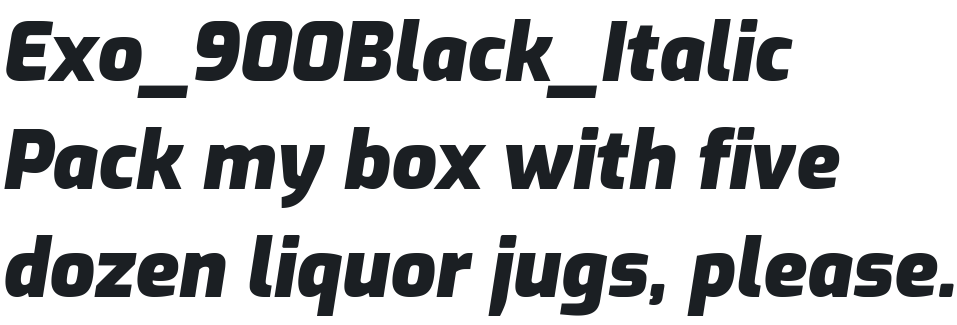 Exo_900Black_Italic
Pack my box with five
dozen liquor jugs, please.